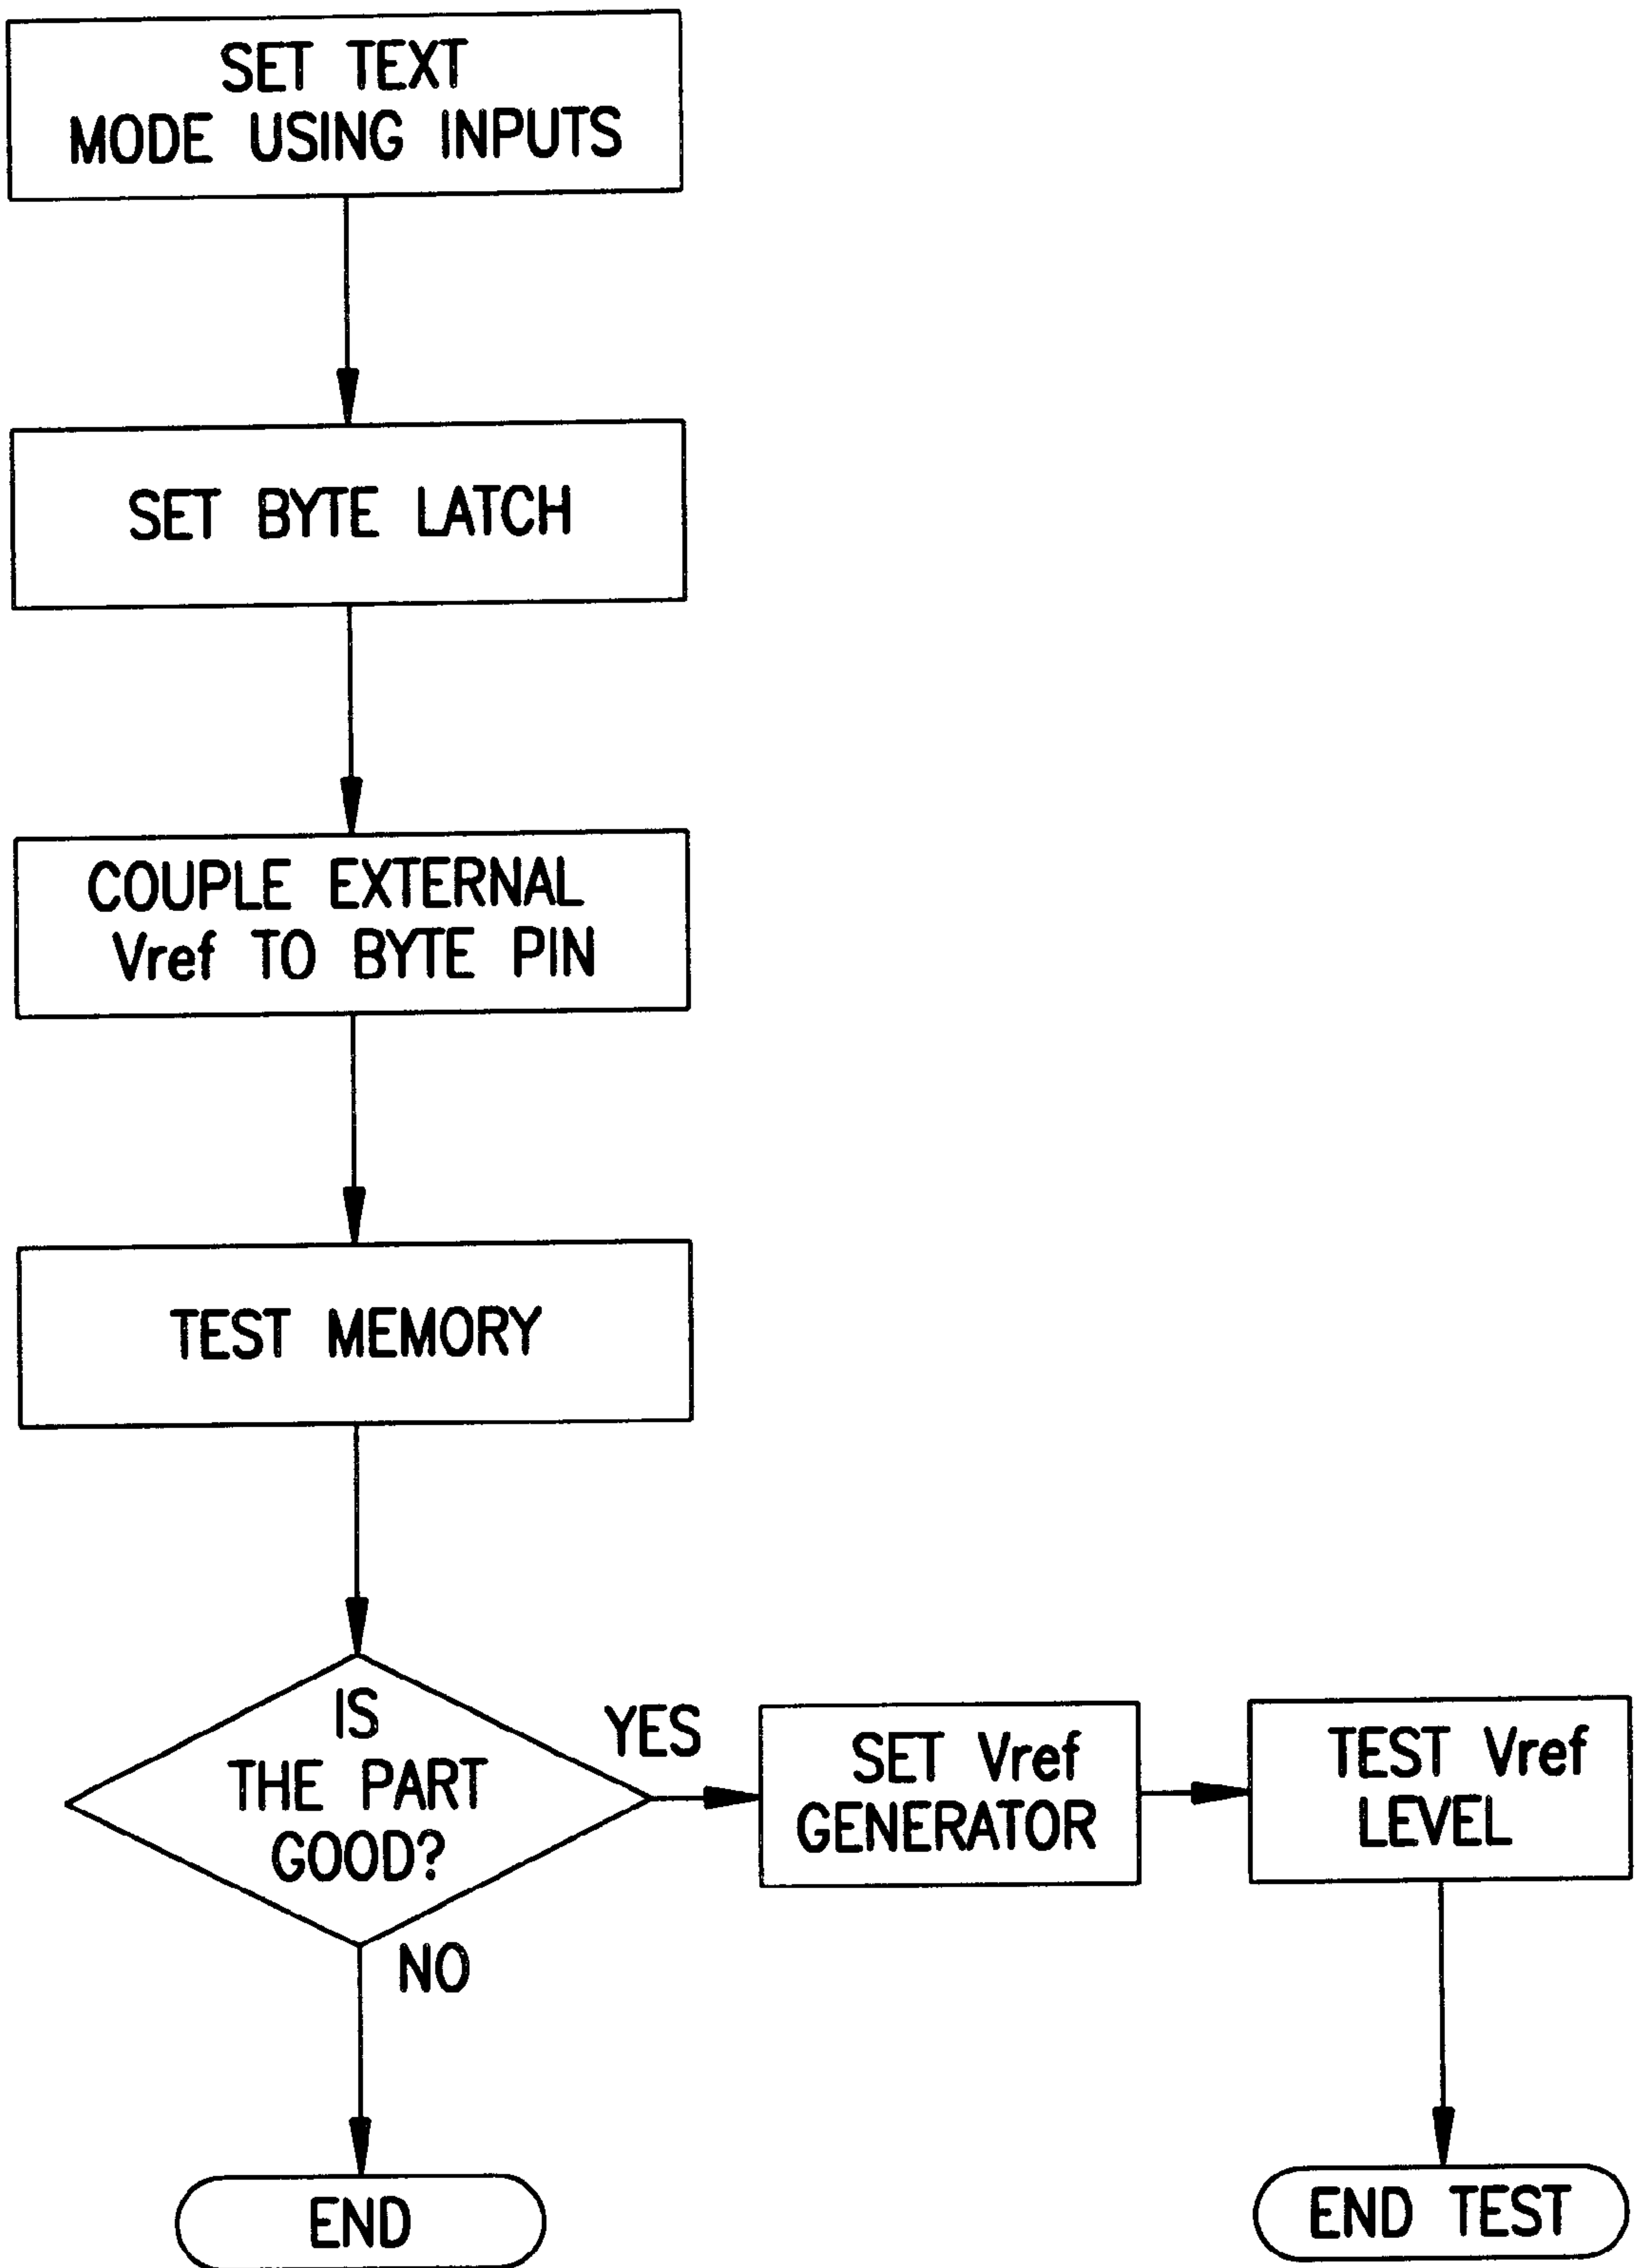 SET TEXT
MODE USING INPUTS
SET BYTE LATCH
COUPLE EXTERNAL
Vref TO BYTE PIN
TEST MEMORY
IS
THE PART
GOOD?
YES
SET Vref
GENERATOR
TEST Vref
LEVEL
NO
END
END TEST